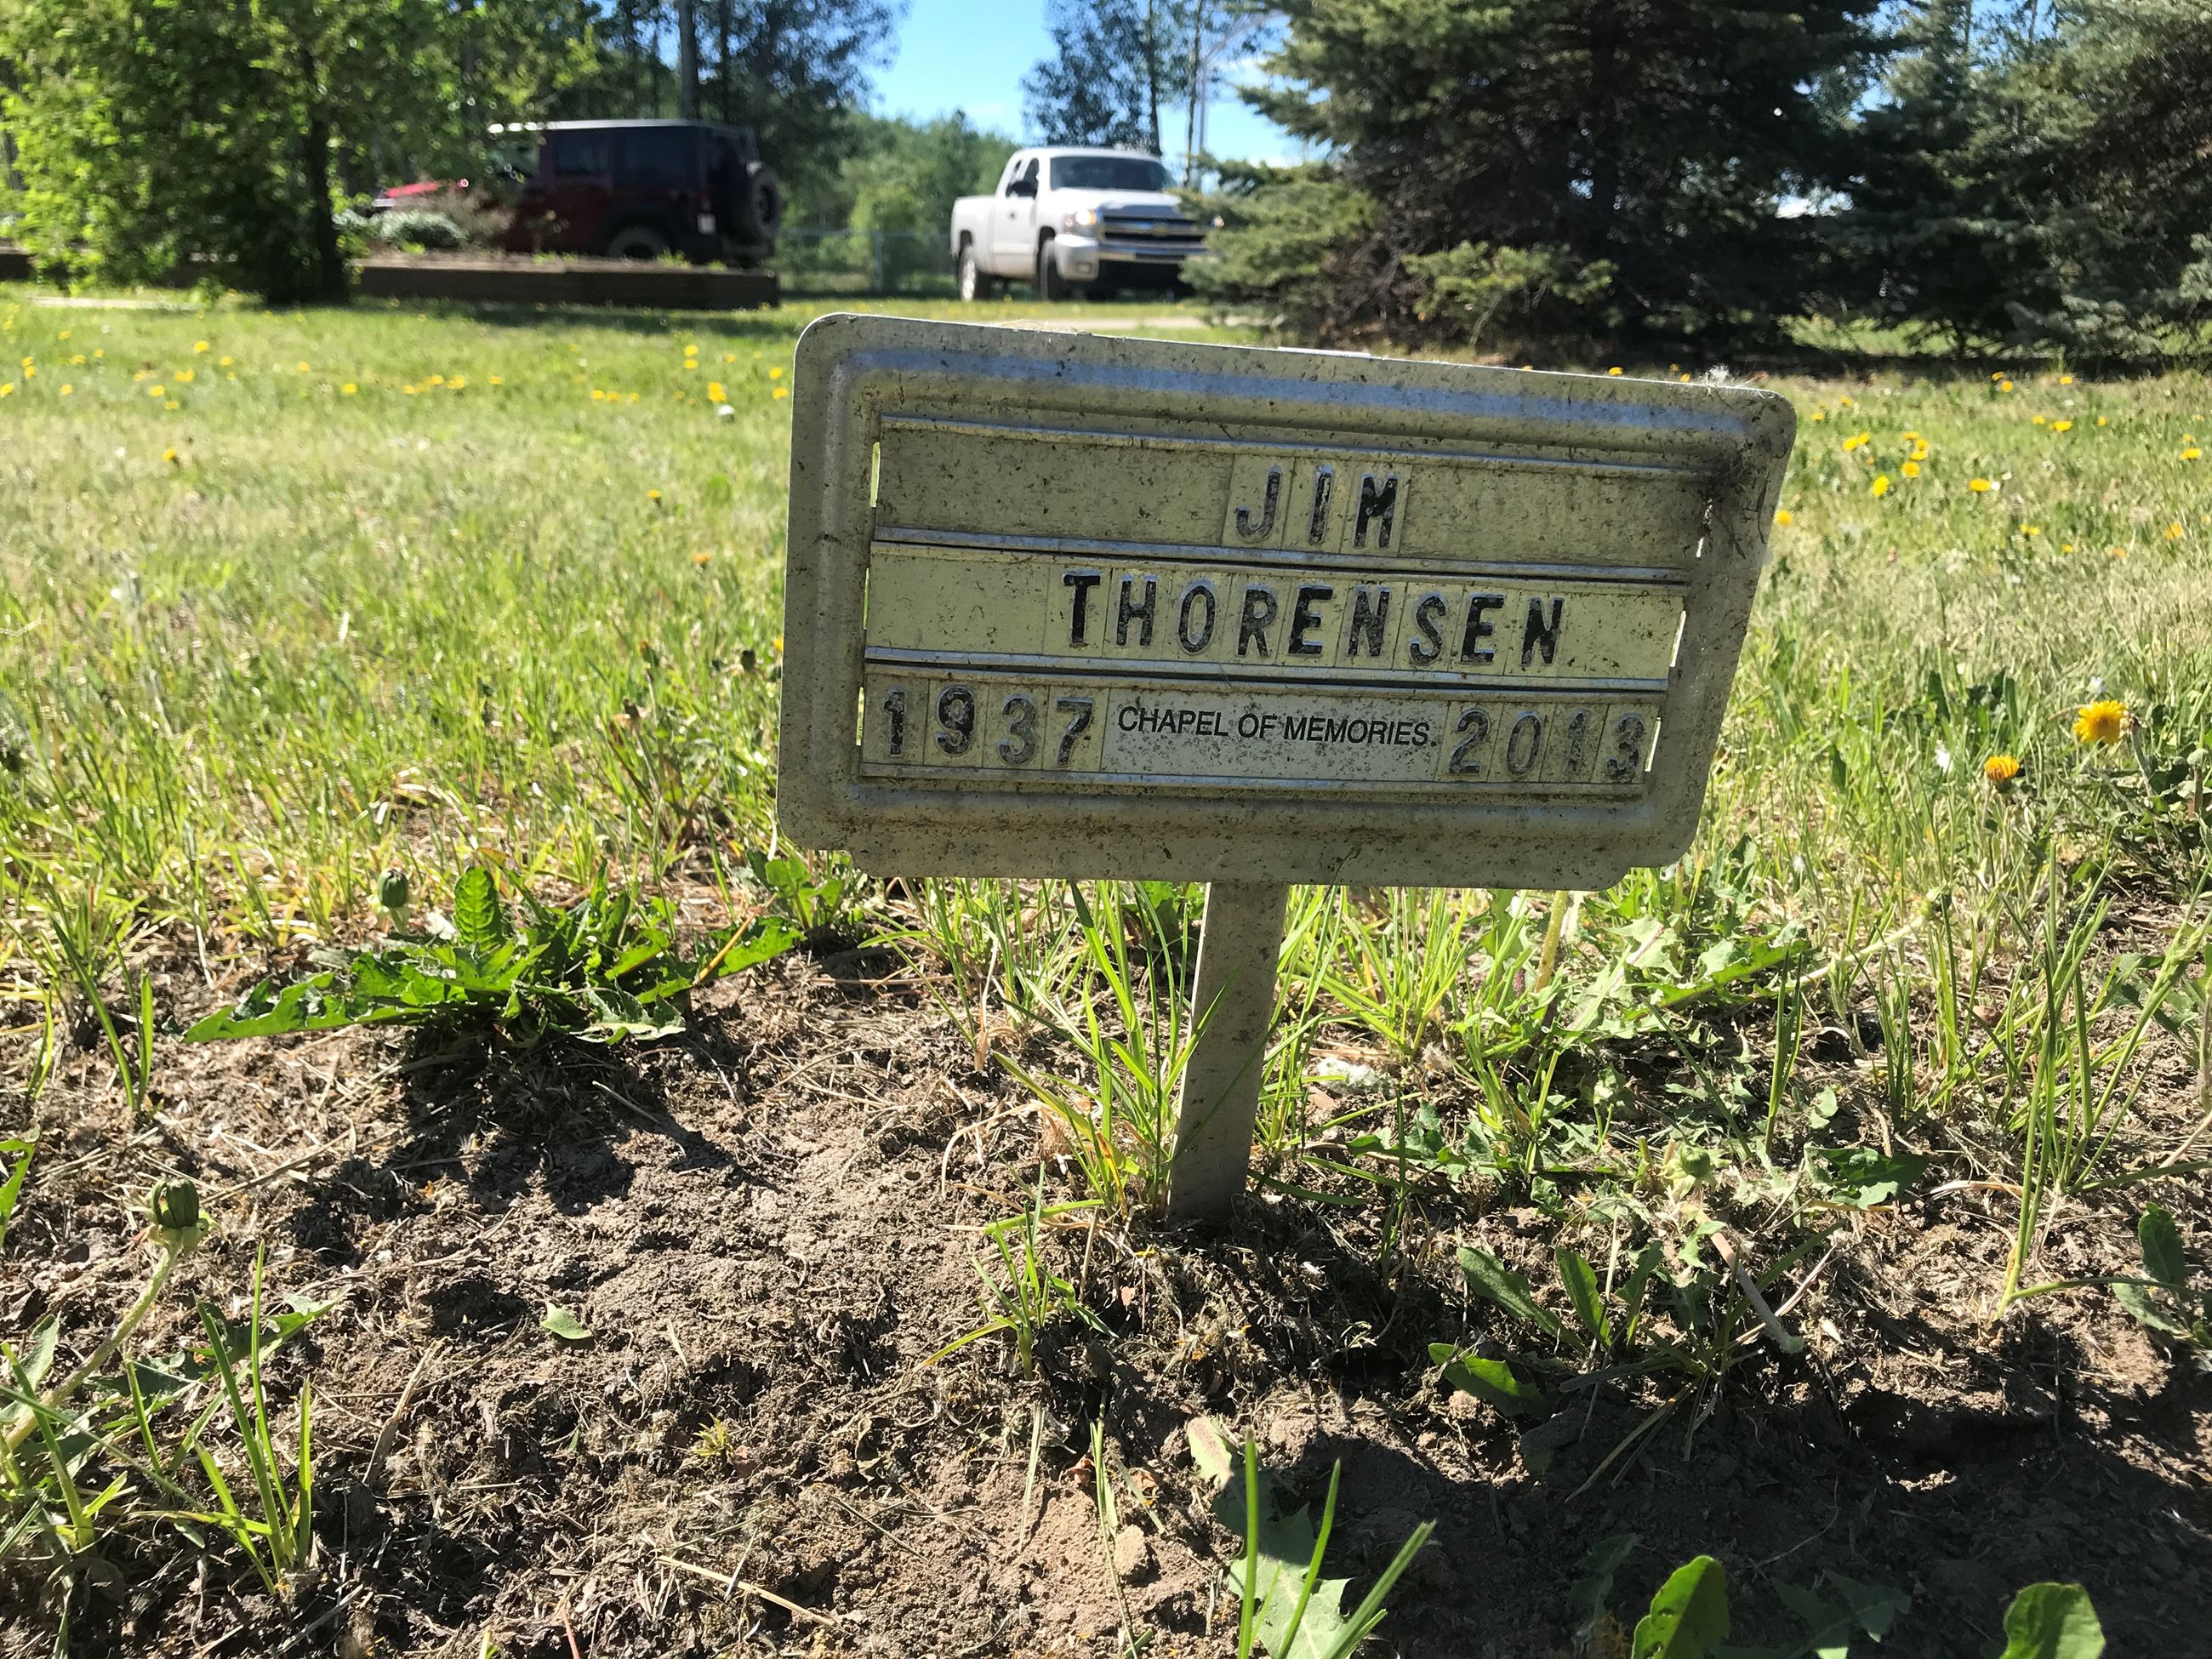 JIM
THORENSEN
1937 CHAPEL OF MEMORIES 2013